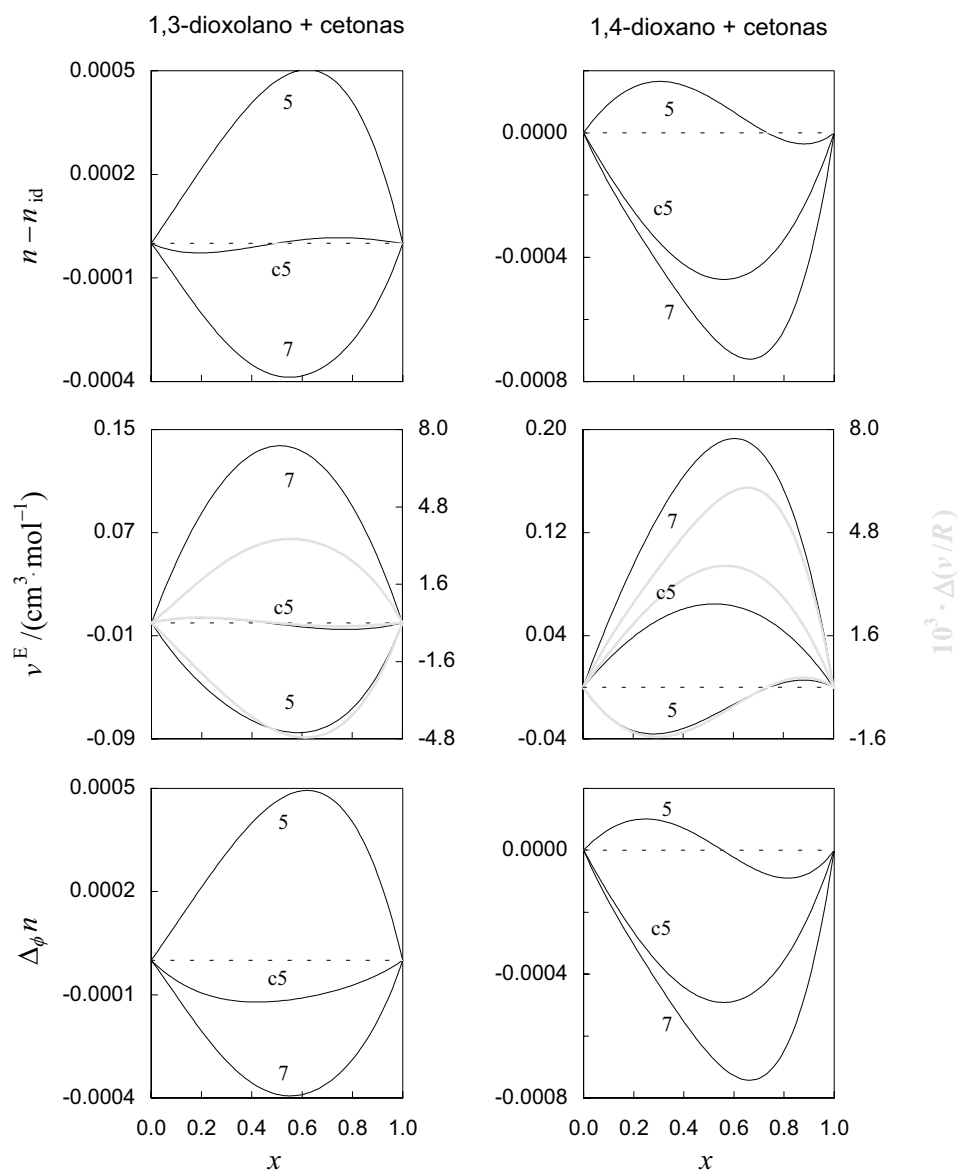 1,3-dioxolano + cetonas
1,4-dioxano + cetonas
0.0005
0.0002
-0.0001
-0.0004
n − n id
5
c5
7
0.0000
-0.0004
-0.0008
5
c5
7
0.15
0.07
-0.01
-0.09
v E /(cm3·mol−1)
8.0
4.8
1.6
-1.6
-4.8
7
c5
5
0.20
0.12
0.04
-0.04
8.0
4.8
1.6
-1.6
10³ · Δ(v/R)
7
c5
5
0.0005
0.0002
-0.0001
-0.0004
Δϕ n
5
c5
7
0.0 0.2 0.4 0.6 0.8 1.0
x
0.0000
-0.0004
-0.0008
5
c5
7
0.0 0.2 0.4 0.6 0.8 1.0
x